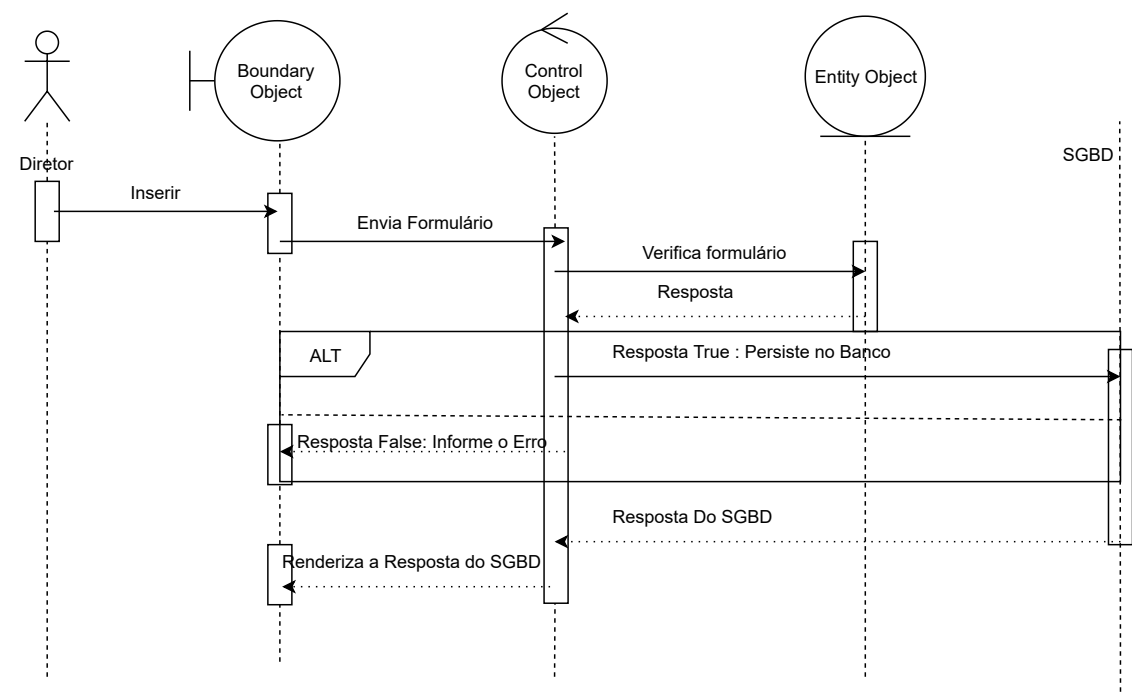 Boundary
Object
Control
Object
Entity Object
SGBD
Diretor
Inserir
Envia Formulário
Verifica formulário
Resposta
ALT
Resposta True : Persiste no Banco
Resposta False: Informe o Erro
Resposta Do SGBD
Renderiza a Resposta do SGBD